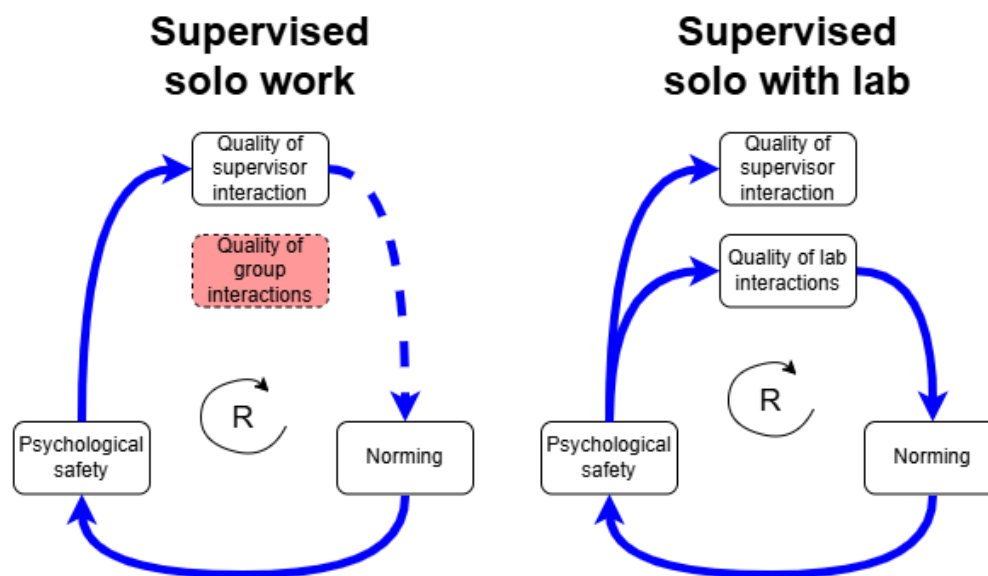 Supervised
solo work
Quality of
supervisor
interaction
Quality of
group
interactions
R
Psychological
safety
Norming
Supervised
solo with lab
Quality of
supervisor
interaction
Quality of lab
interactions
R
Psychological
safety
Norming